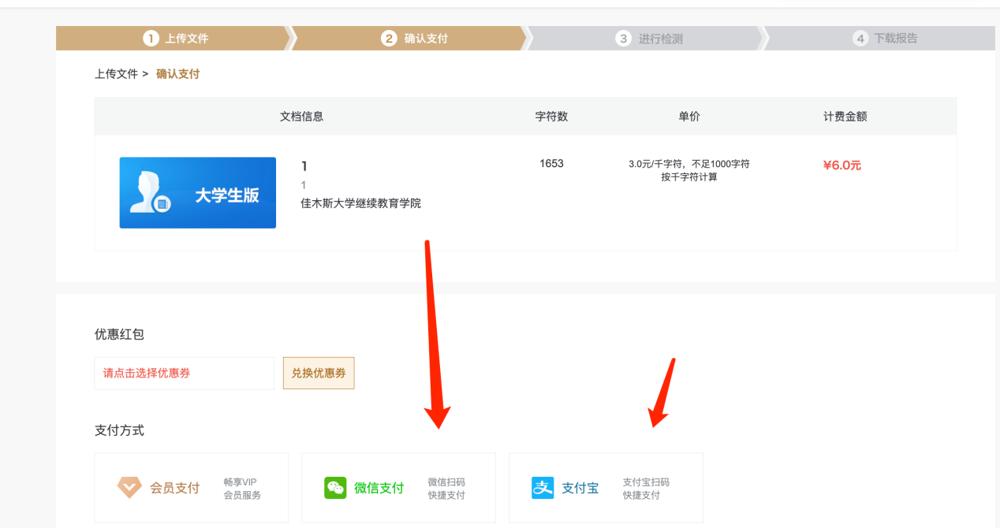 1 上传文件
2 确认支付
3 进行检测
4 下载报告
上传文件 > 确认支付
文档信息 字符数 单价 计费金额
大学生版
1
1
佳木斯大学继续教育学院
1653
3.0元/千字符，不足1000字符
按千字符计算
¥6.0元
优惠红包
请点击选择优惠券
兑换优惠劵
支付方式
会员支付
畅享VIP
会员服务
微信支付
微信扫码
快捷支付
支 支付宝
支付宝扫码
快捷支付